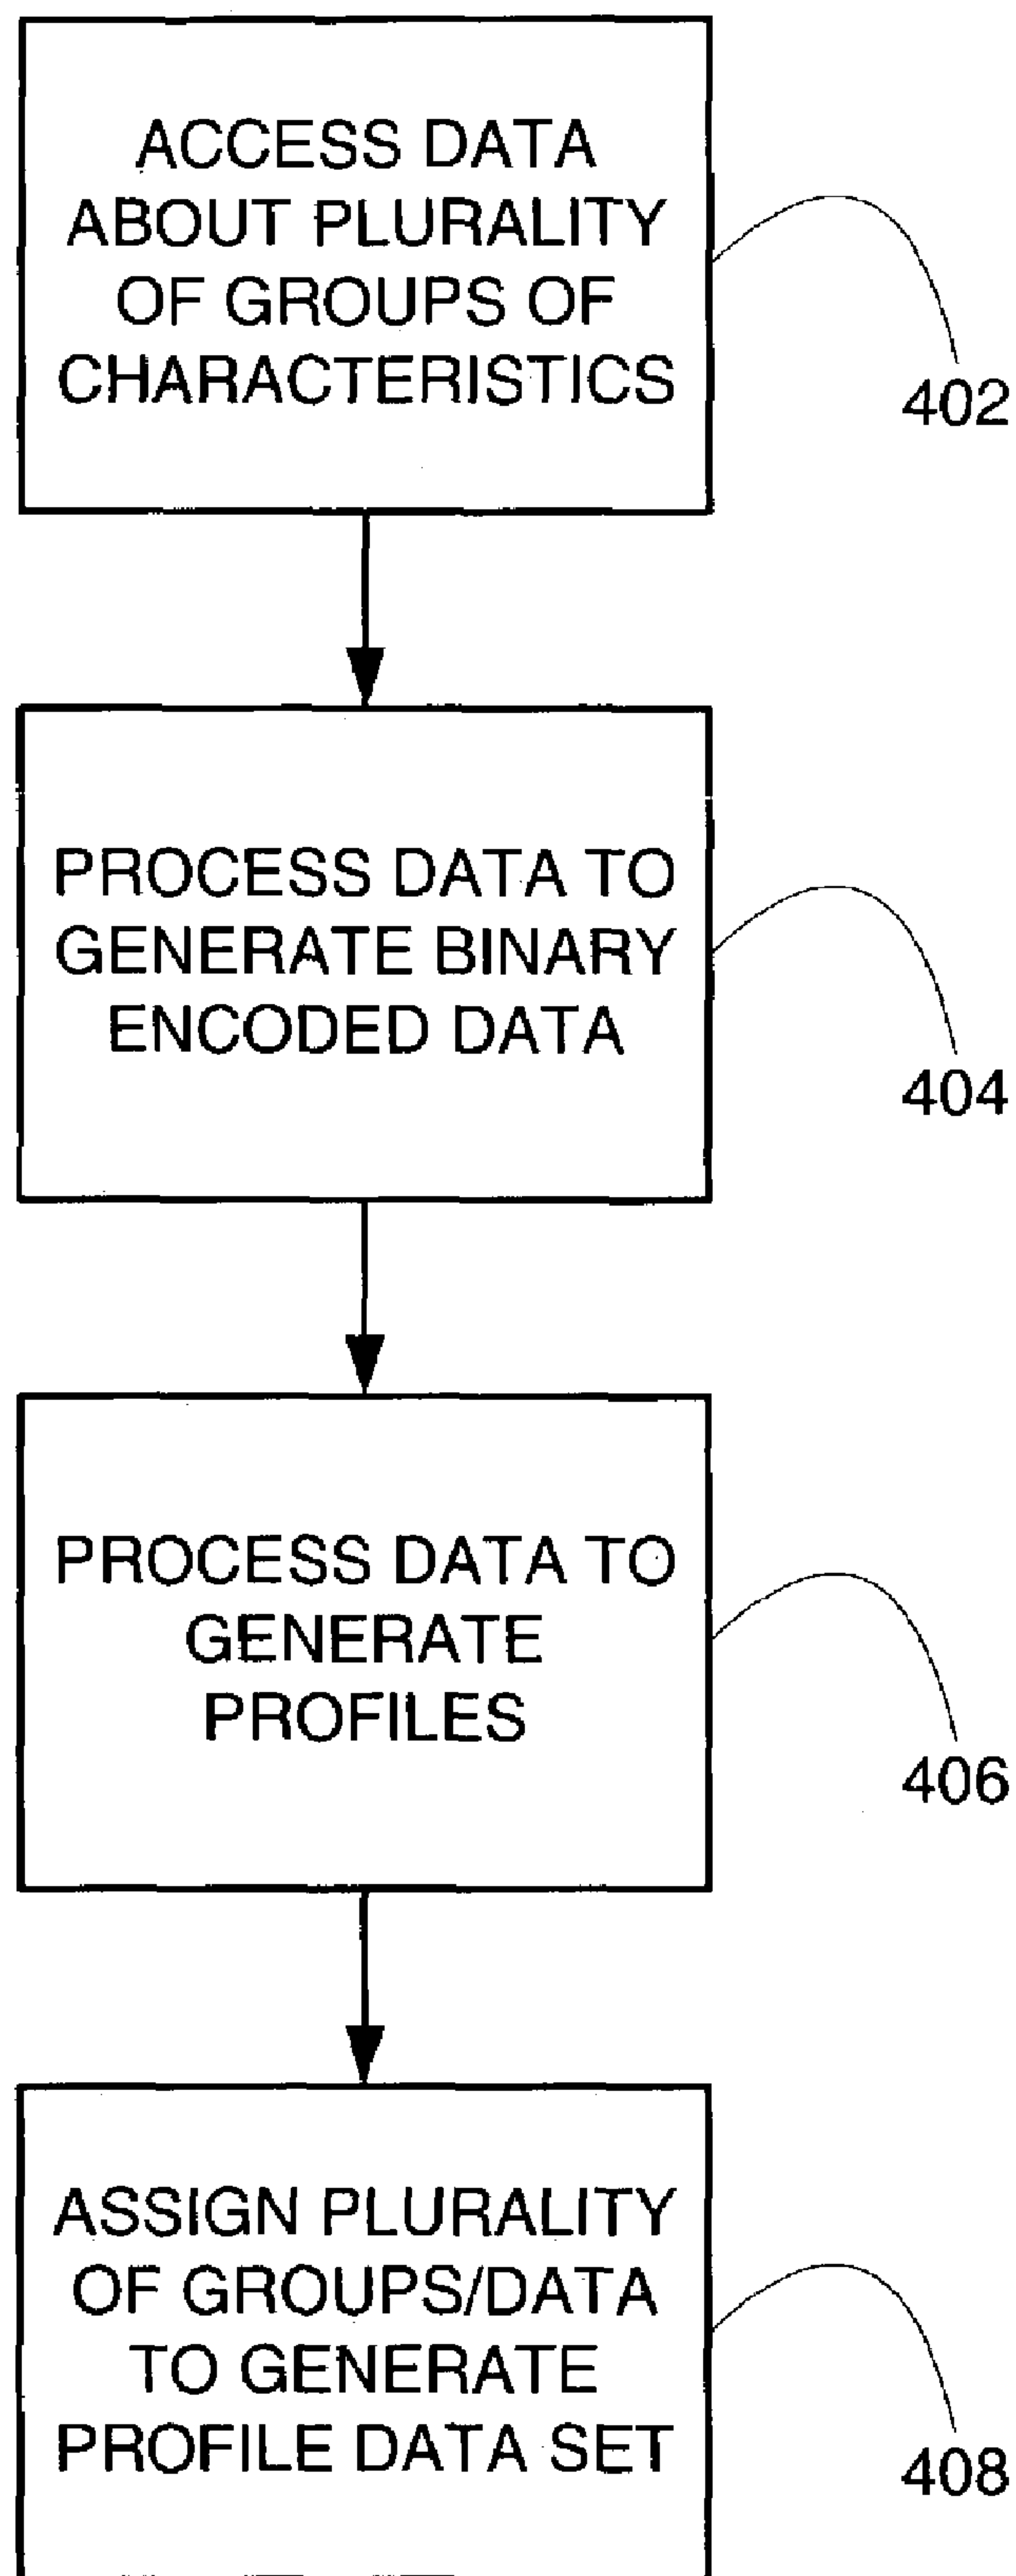 ACCESS DATA
ABOUT PLURALITY
OF GROUPS OF
CHARACTERISTICS
402
PROCESS DATA TO
GENERATE BINARY
ENCODED DATA
404
PROCESS DATA TO
GENERATE
PROFILES
406
ASSIGN PLURALITY
OF GROUPS/DATA
TO GENERATE
PROFILE DATA SET
408